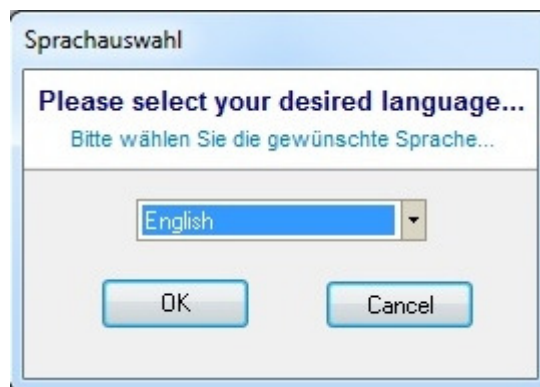 Sprachauswahl
Please select your desired language...
Bitte wählen Sie die gewünschte Sprache...
English
OK
Cancel